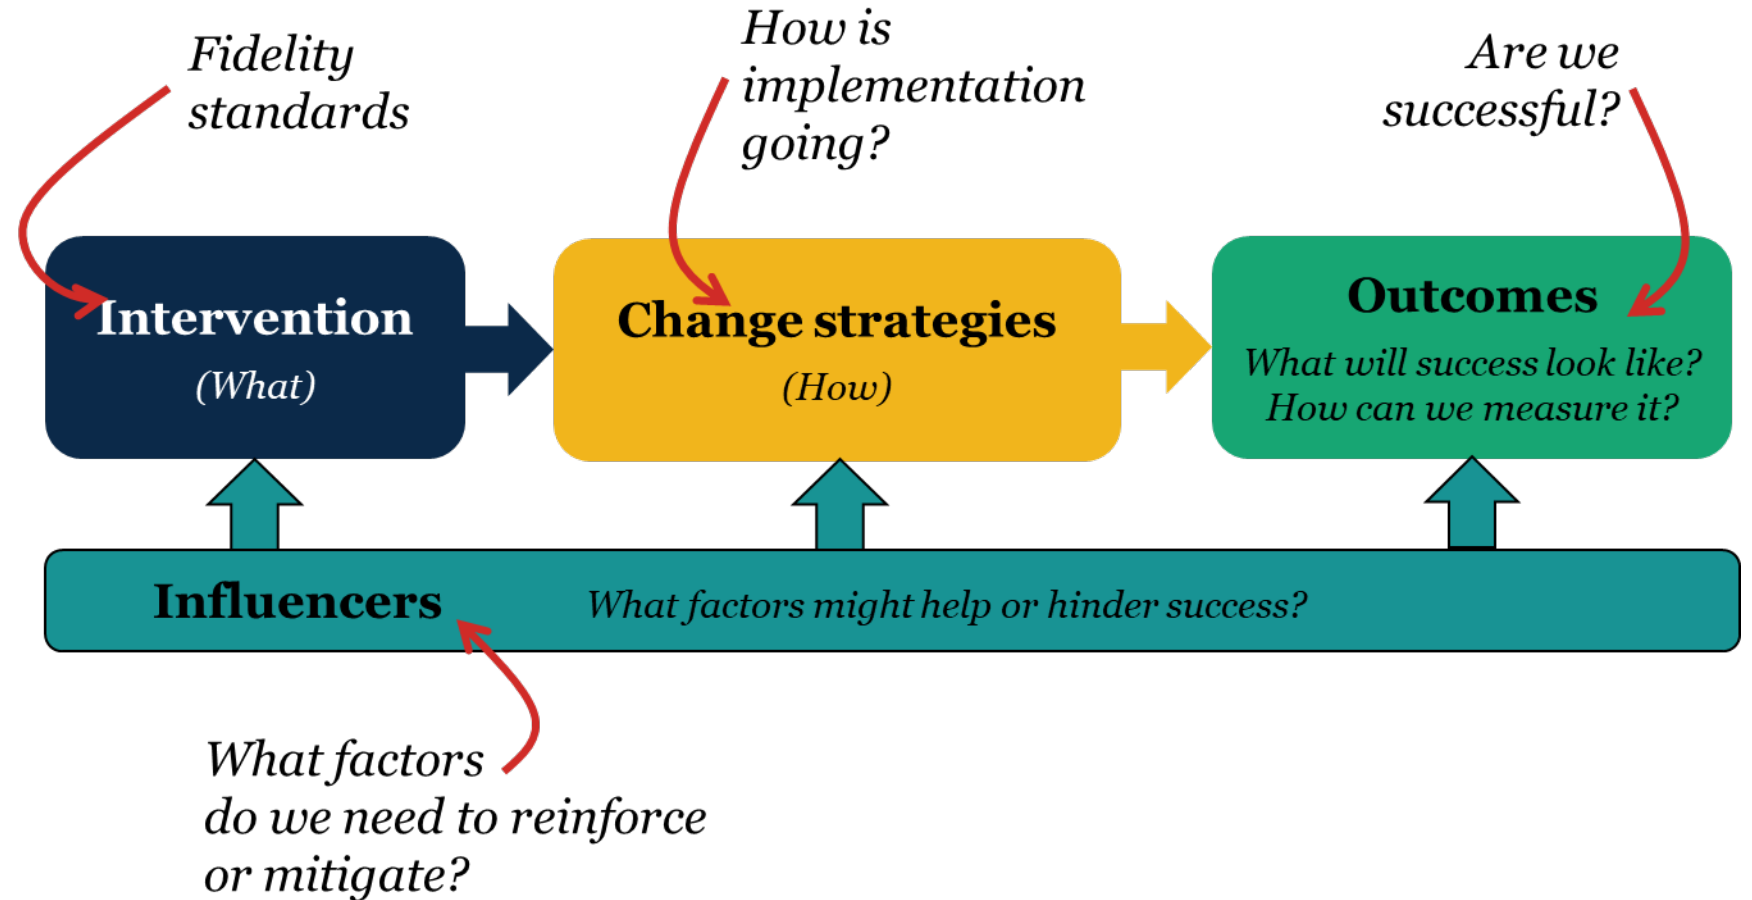 Fidelity
standards
How is
implementation
going?
Are we
successful?
Intervention
(What)
Change strategies
(How)
Outcomes
What will success look like?
How can we measure it?
Influencers
What factors might help or hinder success?
What factors
do we need to reinforce
or mitigate?